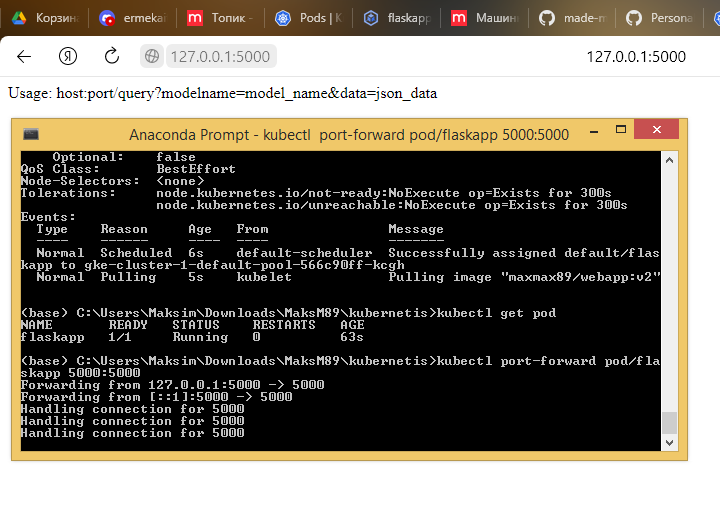 Корзина
ermekai
Топик -
Pods | K
flaskapp
Машина
made-m
Persona
127.0.0.1:5000
127.0.0.1:5000
Usage: host:port/query?modelname=model_name&data=json_data
Anaconda Prompt - kubectl  port-forward pod/flaskapp 5000:5000
Optional:    false
QoS Class:       BestEffort
Node-Selectors:  <none>
Tolerations:     node.kubernetes.io/not-ready:NoExecute op=Exists for 300s
node.kubernetes.io/unreachable:NoExecute op=Exists for 300s
Events:
Type    Reason     Age   From               Message
----    ------     ----  ----               -------
Normal  Scheduled  6s    default-scheduler  Successfully assigned default/flas
kapp to gke-cluster-1-default-pool-566c90ff-kcgh
Normal  Pulling    5s    kubelet            Pulling image "maxmax89/webapp:v2"
(base) C:\Users\Maksim\Downloads\MaksM89\kubernetis>kubectl get pod
NAME       READY   STATUS    RESTARTS   AGE
flaskapp   1/1     Running   0          63s
(base) C:\Users\Maksim\Downloads\MaksM89\kubernetis>kubectl port-forward pod/fla
skapp 5000:5000
Forwarding from 127.0.0.1:5000 -> 5000
Forwarding from [::1]:5000 -> 5000
Handling connection for 5000
Handling connection for 5000
Handling connection for 5000